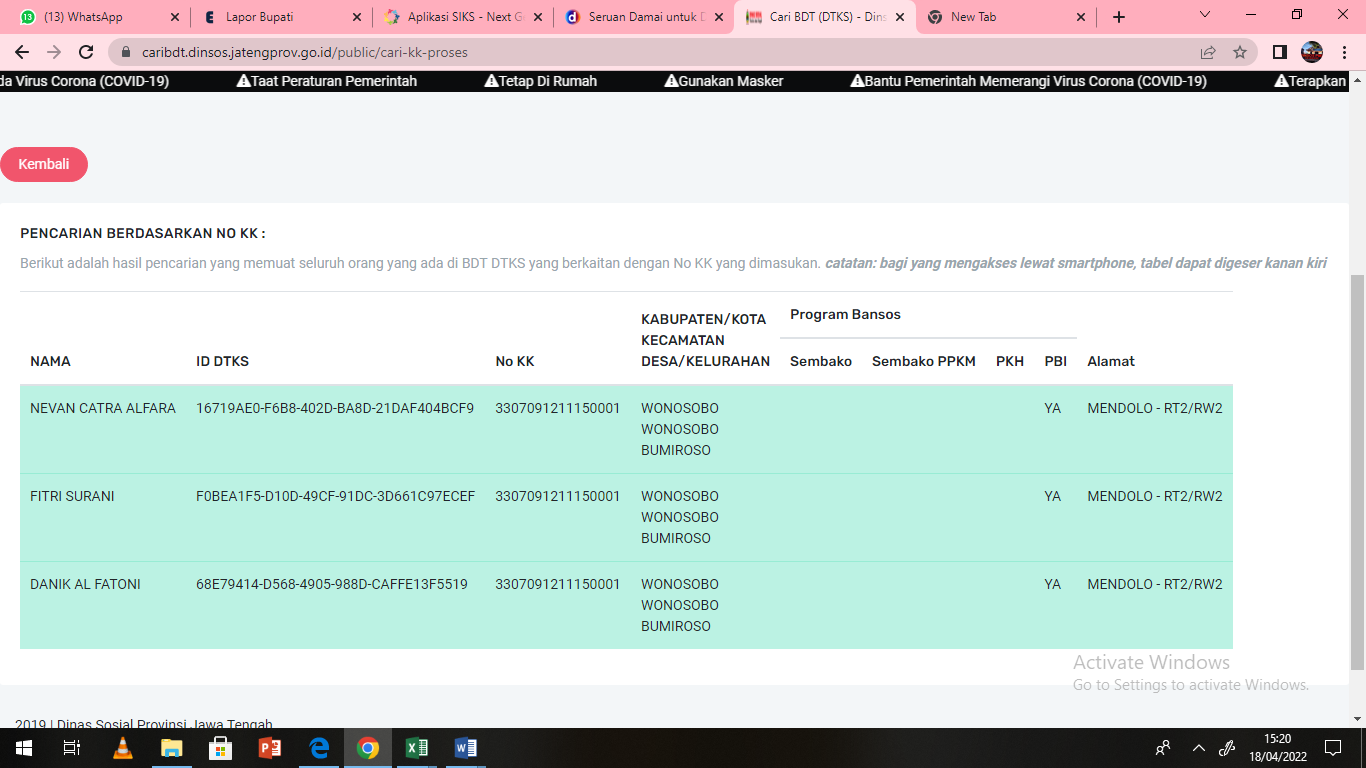 (13) WhatsApp
Lapor Bupati
Aplikasi SIKS - Next G
Seruan Damai untuk D
Cari BDT (DTKS) - Dins
New Tab
caribdt.dinsos.jatengprov.go.id/public/cari-kk-proses
da Virus Corona (COVID-19) Taat Peraturan Pemerintah Tetap Di Rumah Gunakan Masker Bantu Pemerintah Memerangi Virus Corona (COVID-19) Terapkan
Kembali
PENCARIAN BERDASARKAN NO KK :
Berikut adalah hasil pencarian yang memuat seluruh orang yang ada di BDT DTKS yang berkaitan dengan No KK yang dimasukan. catatan: bagi yang mengakses lewat smartphone, tabel dapat digeser kanan kiri
NAMA
ID DTKS
No KK
KABUPATEN/KOTA
KECAMATAN
DESA/KELURAHAN
Program Bansos
Sembako
Sembako PPKM
PKH
PBI
Alamat
NEVAN CATRA ALFARA
16719AE0-F6B8-402D-BA8D-21DAF404BCF9
3307091211150001
WONOSOBO
WONOSOBO
BUMIROSO
YA
MENDOLO - RT2/RW2
FITRI SURANI
F0BEA1F5-D10D-49CF-91DC-3D661C97ECEF
3307091211150001
WONOSOBO
WONOSOBO
BUMIROSO
YA
MENDOLO - RT2/RW2
DANIK AL FATONI
68E79414-D568-4905-988D-CAFFE13F5519
3307091211150001
WONOSOBO
WONOSOBO
BUMIROSO
YA
MENDOLO - RT2/RW2
Activate Windows
Go to Settings to activate Windows.
2019 | Dinas Sosial Provinsi Jawa Tengah
15:20
18/04/2022